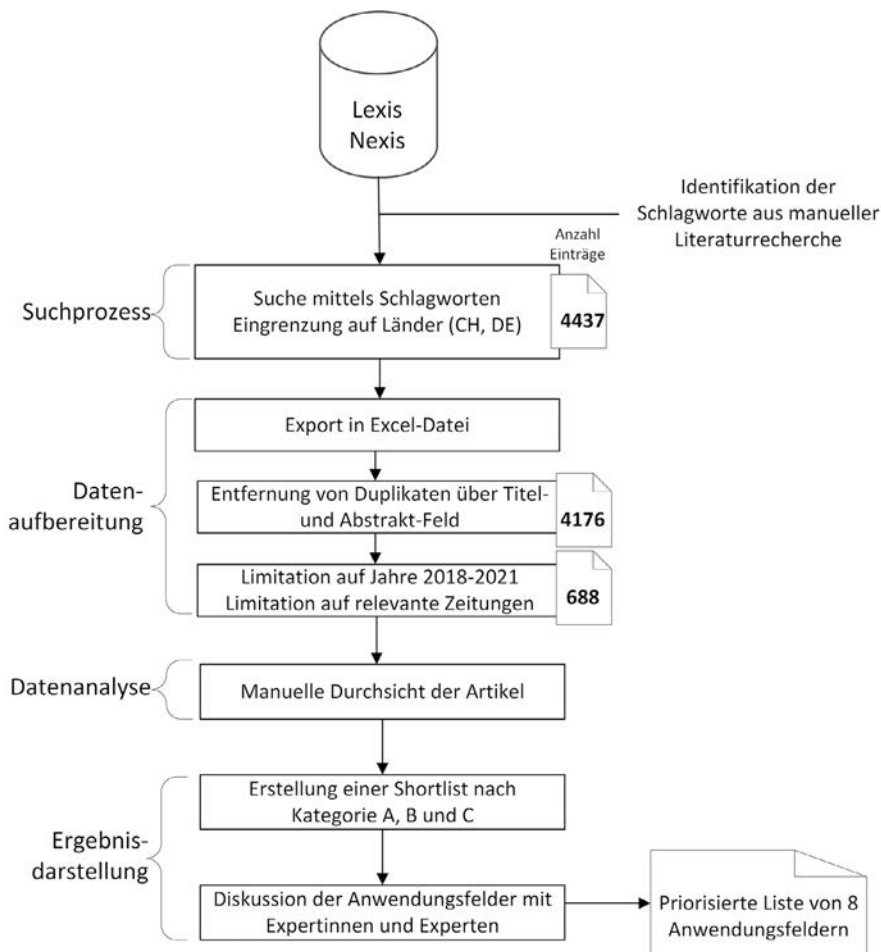 Lexis
Nexis
Identifikation der
Schlagworte aus manueller
Literaturrecherche
Anzahl
Einträge
Suchprozess
Suche mittels Schlagworten
Eingrenzung auf Länder (CH, DE)
4437
Export in Excel-Datei
Daten-
aufbereitung
Entfernung von Duplikaten über Titel-
und Abstrakt-Feld
4176
Limitation auf Jahre 2018-2021
Limitation auf relevante Zeitungen
688
Datenanalyse
Manuelle Durchsicht der Artikel
Erstellung einer Shortlist nach
Kategorie A, B und C
Ergebnis-
darstellung
Diskussion der Anwendungsfelder mit
Expertinnen und Experten
Priorisierte Liste von 8
Anwendungsfeldern